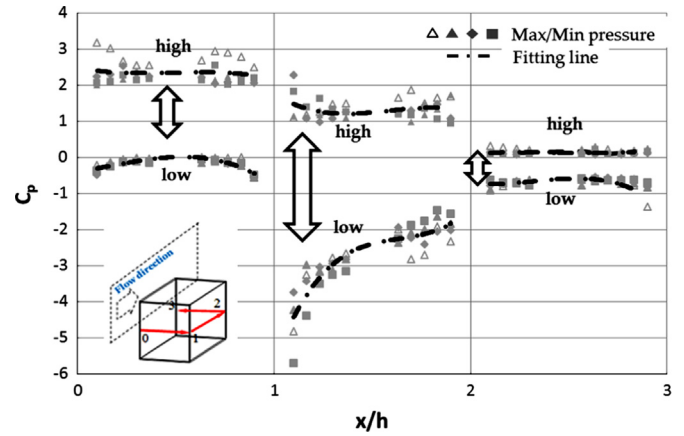 4
3
2
1
0
-1
-2
-3
-4
-5
-6
Cp
high
low
high
low
high
low
Max/Min pressure
Fitting line
Flow direction
3
2
0
1
0
1
2
3
x/h